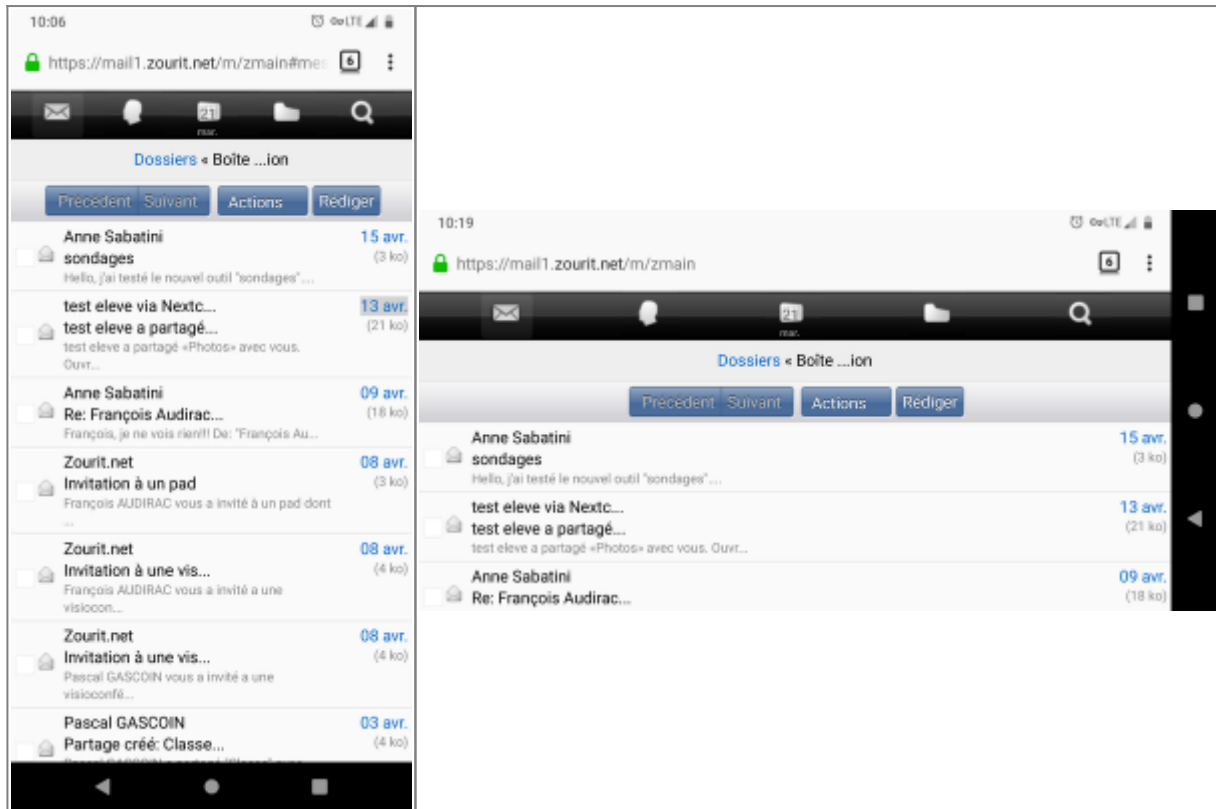 10:06 LTE
https://mail1.zourit.net/m/zmain#mes 6
21
mar.
Dossiers « Boîte ...ion
Précédent Suivant Actions Rédiger
Anne Sabatini 15 avr.
sondages (3 ko)
Hello, j'ai testé le nouvel outil "sondages"....
test eleve via Nextc... 13 avr.
test eleve a partagé... (21 ko)
test eleve a partagé «Photos» avec vous.
Ouvr...
Anne Sabatini 09 avr.
Re: François Audirac... (18 ko)
François, je ne vois rien!!! De: "François Au...
Zourit.net 08 avr.
Invitation à un pad (3 ko)
François AUDIRAC vous a invité à un pad dont
...
Zourit.net 08 avr.
Invitation à une vis... (4 ko)
François AUDIRAC vous a invité a une
visiocon...
Zourit.net 08 avr.
Invitation à une vis... (4 ko)
Pascal GASCOIN vous a invité a une
visioconfé...
Pascal GASCOIN 03 avr.
Partage créé: Classe... (4 ko)
10:19 LTE
https://mail1.zourit.net/m/zmain 6
21
mar.
Dossiers « Boîte ...ion
Précédent Suivant Actions Rédiger
Anne Sabatini 15 avr.
sondages (3 ko)
Hello, j'ai testé le nouvel outil "sondages"....
test eleve via Nextc... 13 avr.
test eleve a partagé... (21 ko)
test eleve a partagé «Photos» avec vous. Ouvr...
Anne Sabatini 09 avr.
Re: François Audirac... (18 ko)